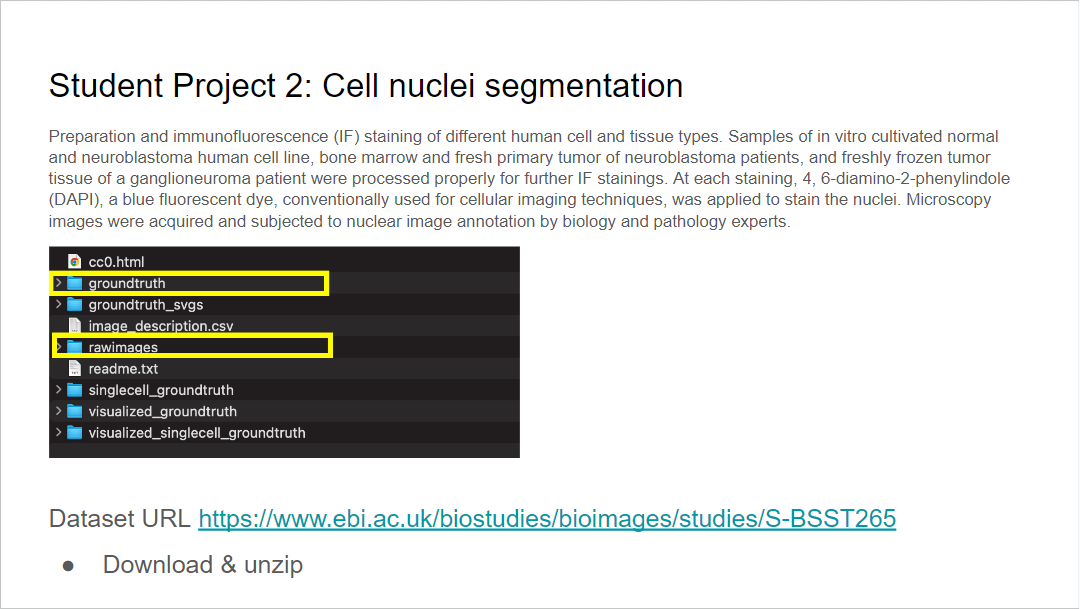 Student Project 2: Cell nuclei segmentation
Preparation and immunofluorescence (IF) staining of different human cell and tissue types. Samples of in vitro cultivated normal
and neuroblastoma human cell line, bone marrow and fresh primary tumor of neuroblastoma patients, and freshly frozen tumor
tissue of a ganglioneuroma patient were processed properly for further IF stainings. At each staining, 4, 6-diamino-2-phenylindole
(DAPI), a blue fluorescent dye, conventionally used for cellular imaging techniques, was applied to stain the nuclei. Microscopy
images were acquired and subjected to nuclear image annotation by biology and pathology experts.
cc0.html
groundtruth
groundtruth_svgs
image_description.csv
rawimages
readme.txt
singlecell_groundtruth
visualized_groundtruth
visualized_singlecell_groundtruth
Dataset URL https://www.ebi.ac.uk/biostudies/bioimages/studies/S-BSST265
● Download & unzip